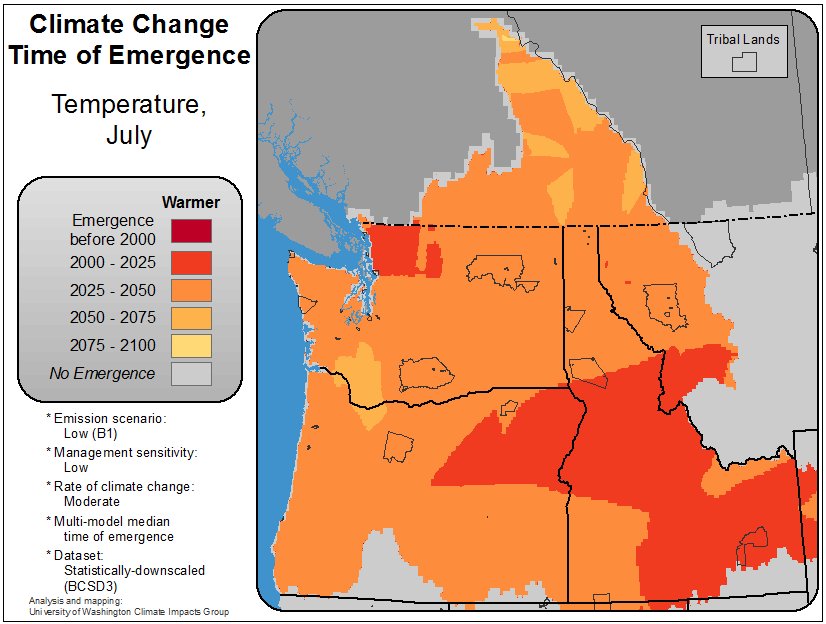 Climate Change
Time of Emergence
Temperature,
July
Warmer
Emergence
before 2000
2000 - 2025
2025 - 2050
2050 - 2075
2075 - 2100
No Emergence
* Emission scenario:
Low (B1)
* Management sensitivity:
Low
* Rate of climate change:
Moderate
* Multi-model median
time of emergence
* Dataset:
Statistically-downscaled
(BCSD3)
Analysis and mapping:
University of Washington Climate Impacts Group
Tribal Lands